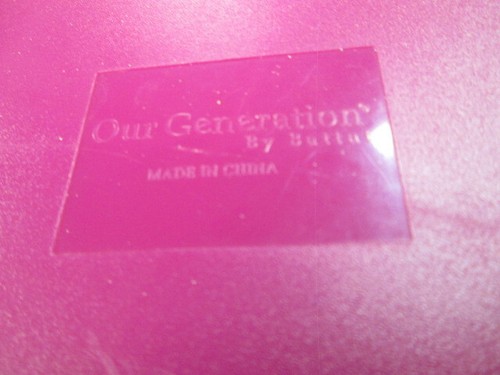 Our Generation
By Battat
MADE IN CHINA